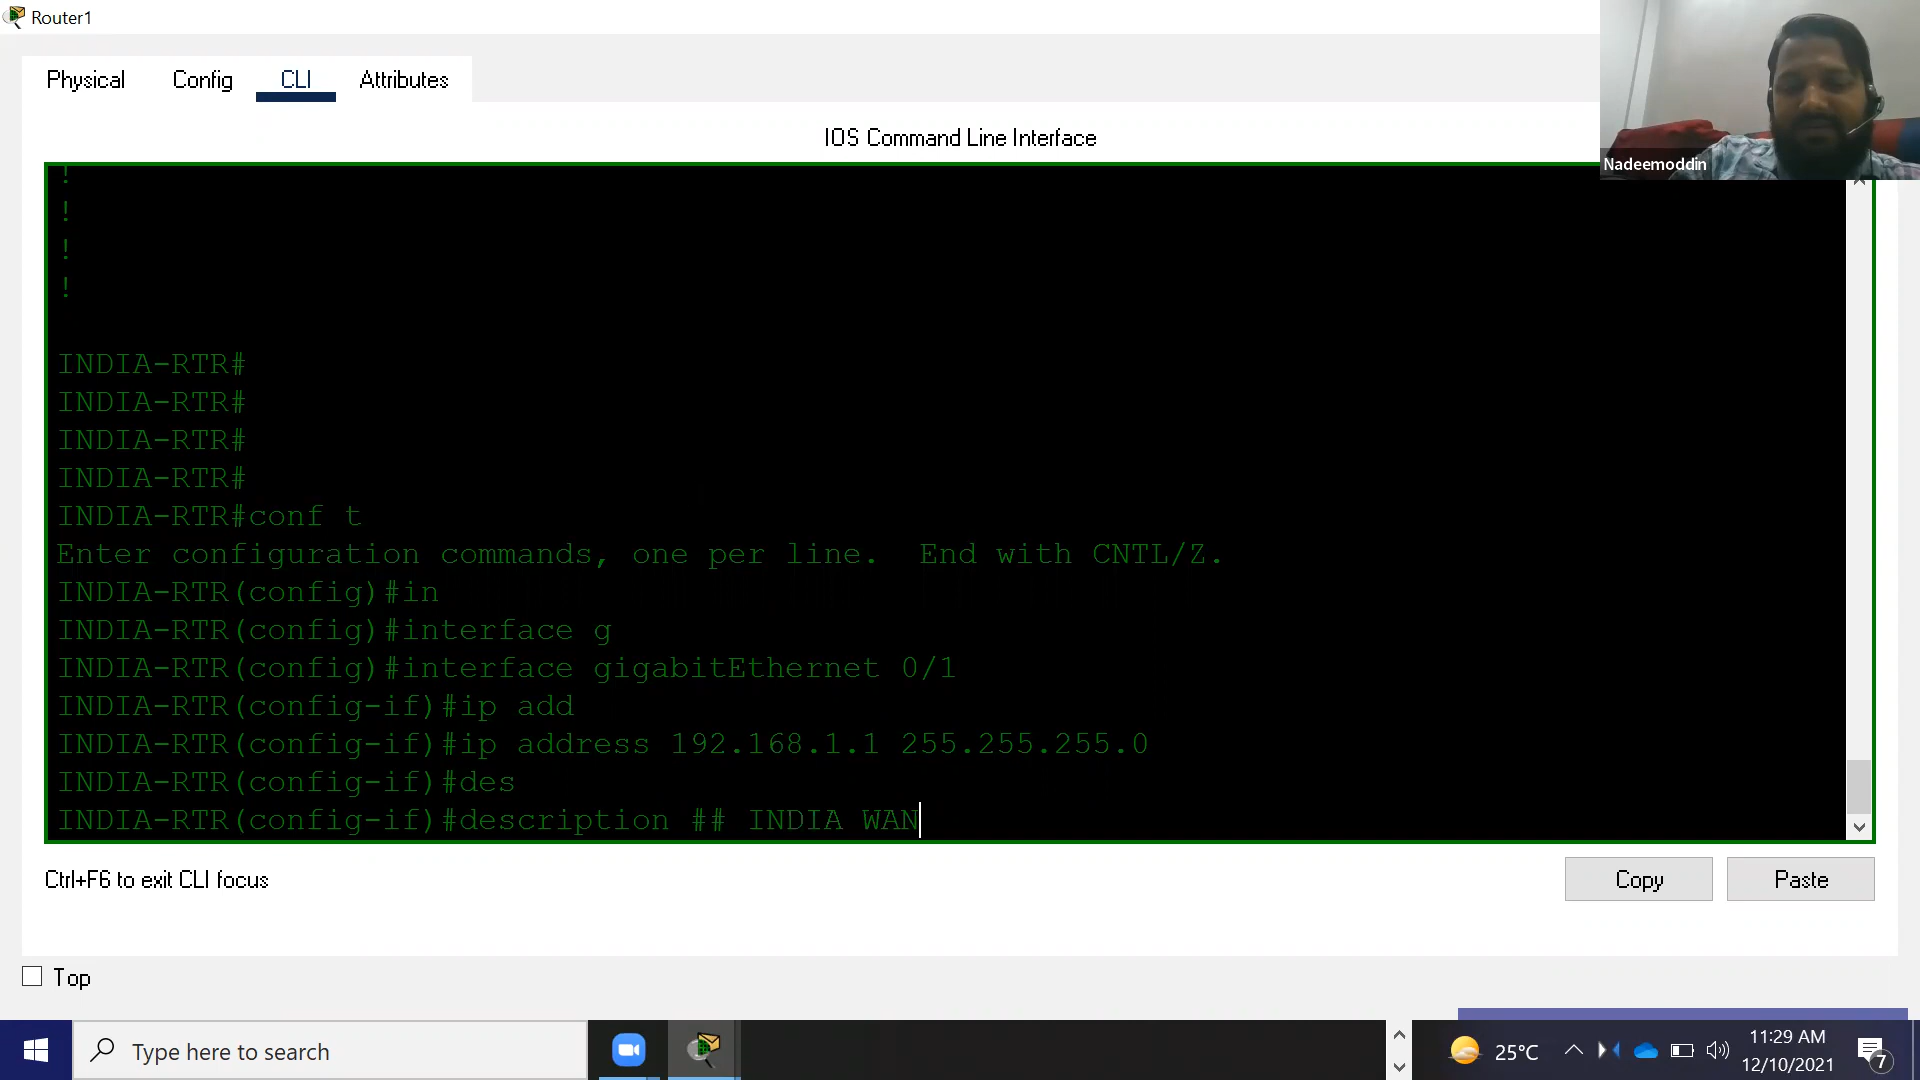 Router1
Physical Config CLI Attributes
IOS Command Line Interface
Nadeemoddin
!
!
!
!
INDIA-RTR#
INDIA-RTR#
INDIA-RTR#
INDIA-RTR#
INDIA-RTR#conf t
Enter configuration commands, one per line.  End with CNTL/Z.
INDIA-RTR(config)#in
INDIA-RTR(config)#interface g
INDIA-RTR(config)#interface gigabitEthernet 0/1
INDIA-RTR(config-if)#ip add
INDIA-RTR(config-if)#ip address 192.168.1.1 255.255.255.0
INDIA-RTR(config-if)#des
INDIA-RTR(config-if)#description ## INDIA WAN
Ctrl+F6 to exit CLI focus
Copy Paste
Top
Type here to search
25°C
11:29 AM
12/10/2021
7